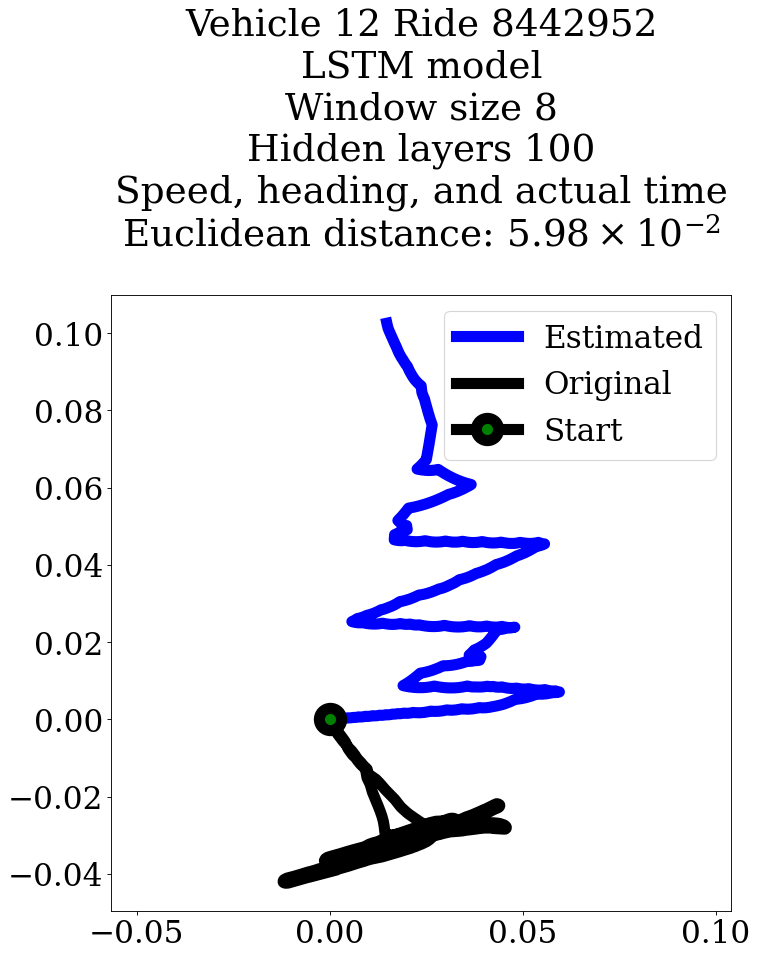 Vehicle 12 Ride 8442952
LSTM model
Window size 8
Hidden layers 100
Speed, heading, and actual time
Euclidean distance: 5.98 × 10⁻²
Estimated
Original
Start
0.10
0.08
0.06
0.04
0.02
0.00
−0.02
−0.04
−0.05 0.00 0.05 0.10